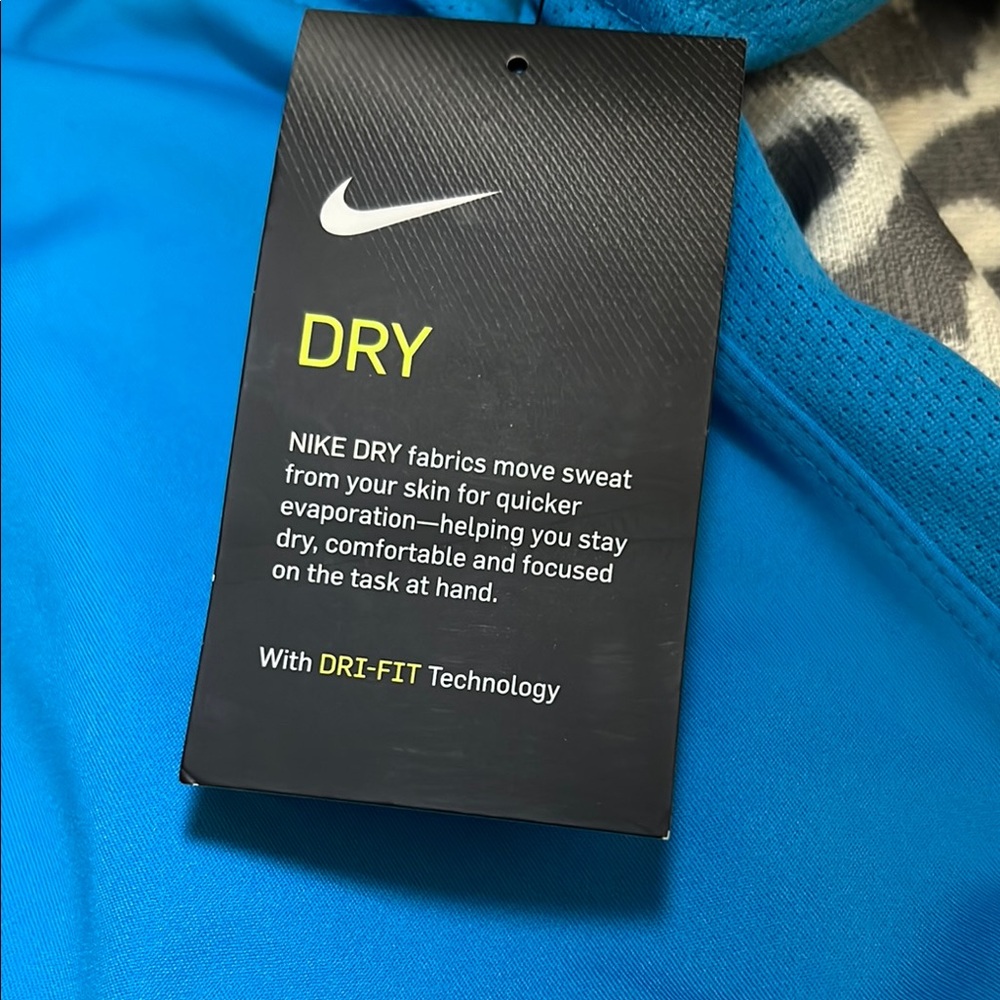 DRY
NIKE DRY fabrics move sweat
from your skin for quicker
evaporation—helping you stay
dry, comfortable and focused
on the task at hand.
With DRI-FIT Technology